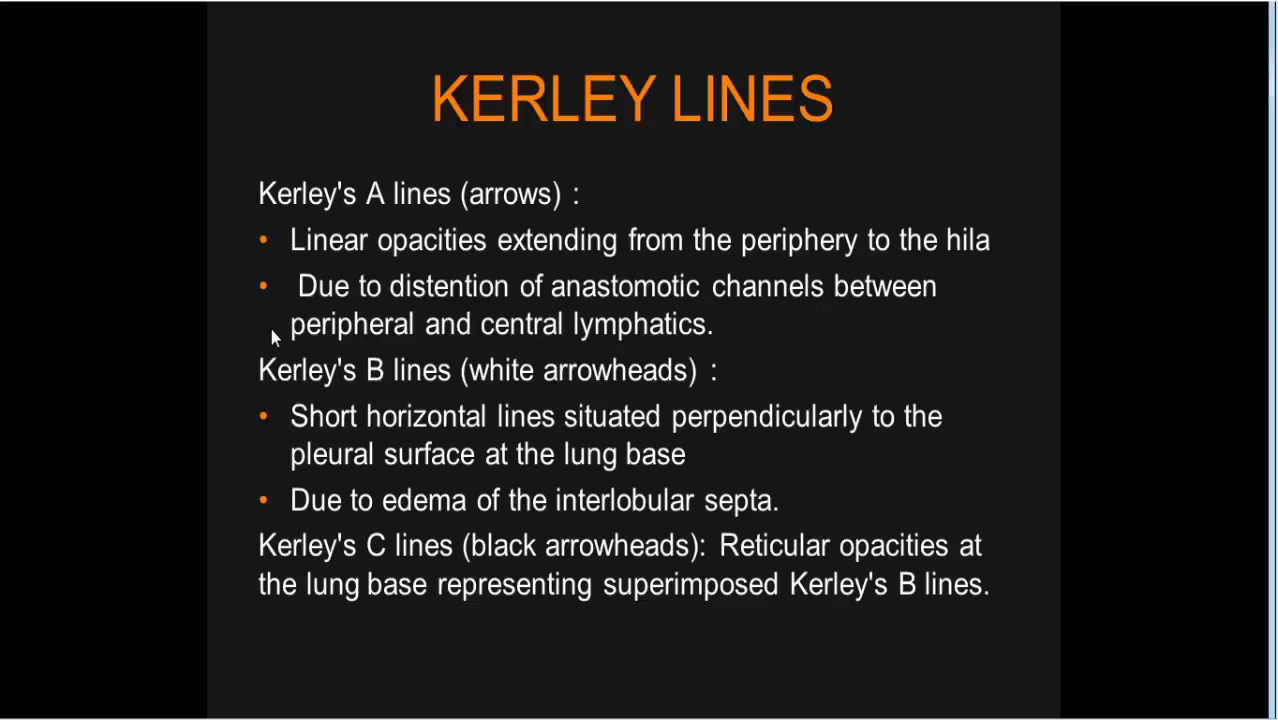 KERLEY LINES
Kerley's A lines (arrows) :
• Linear opacities extending from the periphery to the hila
• Due to distention of anastomotic channels between
peripheral and central lymphatics.
Kerley's B lines (white arrowheads) :
• Short horizontal lines situated perpendicularly to the
pleural surface at the lung base
• Due to edema of the interlobular septa.
Kerley's C lines (black arrowheads): Reticular opacities at
the lung base representing superimposed Kerley's B lines.